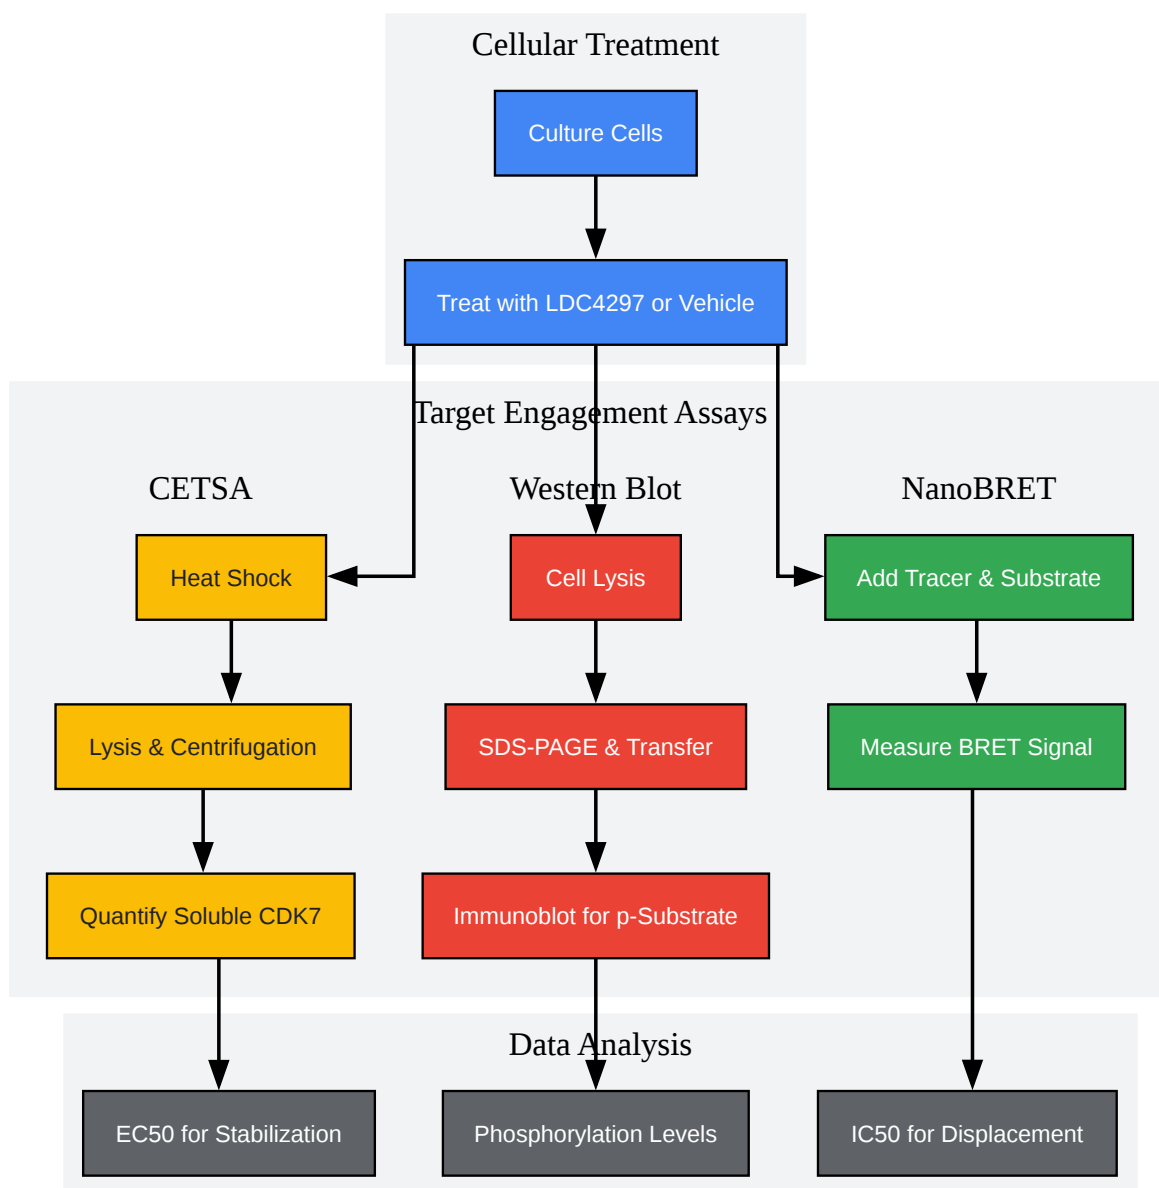 Cellular Treatment
Culture Cells
Treat with LDC4297 or Vehicle
Target Engagement Assays
CETSA
Western Blot
NanoBRET
Heat Shock
Cell Lysis
Add Tracer & Substrate
Lysis & Centrifugation
SDS-PAGE & Transfer
Measure BRET Signal
Quantify Soluble CDK7
Immunoblot for p-Substrate
Data Analysis
EC50 for Stabilization
Phosphorylation Levels
IC50 for Displacement